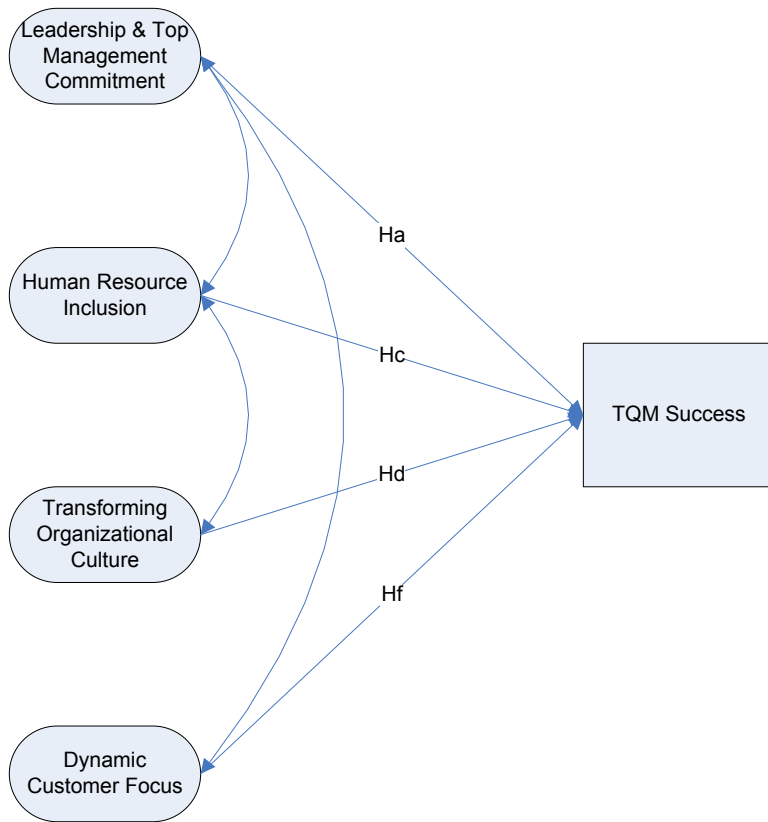 Leadership & Top
Management
Commitment
Ha
Human Resource
Inclusion
Hc
TQM Success
Hd
Transforming
Organizational
Culture
Hf
Dynamic
Customer Focus